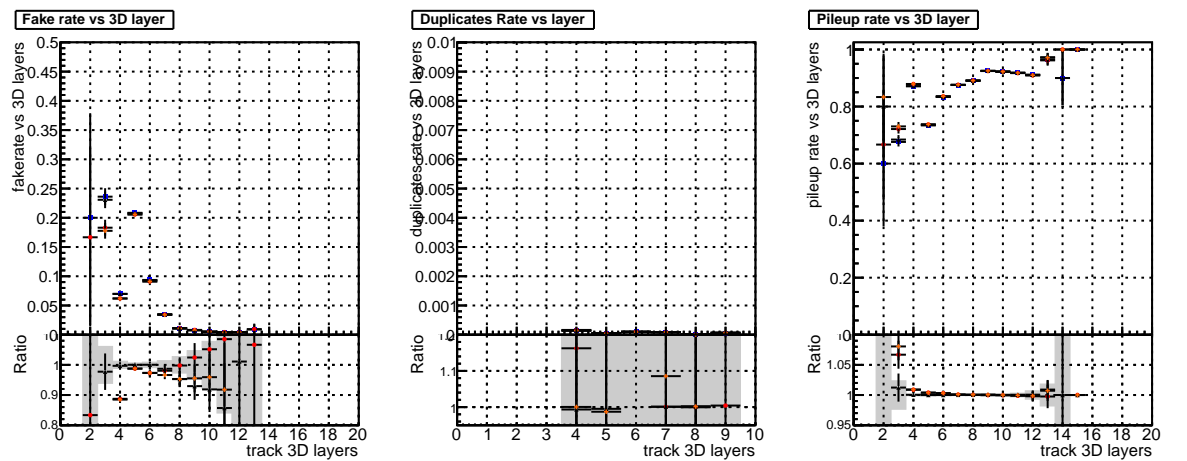 Fake rate vs 3D layer
fakerate vs 3D layers
0.5
0.45
0.4
0.35
0.3
0.25
0.2
0.15
0.1
0.05
0
Ratio
1
0.9
0.8
0 2 4 6 8 10 12 14 16 18 20
track 3D layers
Duplicates Rate vs layer
duplicates rate vs 3D layers
0.01
0.009
0.008
0.007
0.006
0.005
0.004
0.003
0.002
0.001
0
Ratio
1.1
1
0 1 2 3 4 5 6 7 8 9 10
track 3D layers
Pileup rate vs 3D layer
pileup rate vs 3D layers
1
0.8
0.6
0.4
0.2
0
Ratio
1.05
1
0.95
0 2 4 6 8 10 12 14 16 18 20
track 3D layers